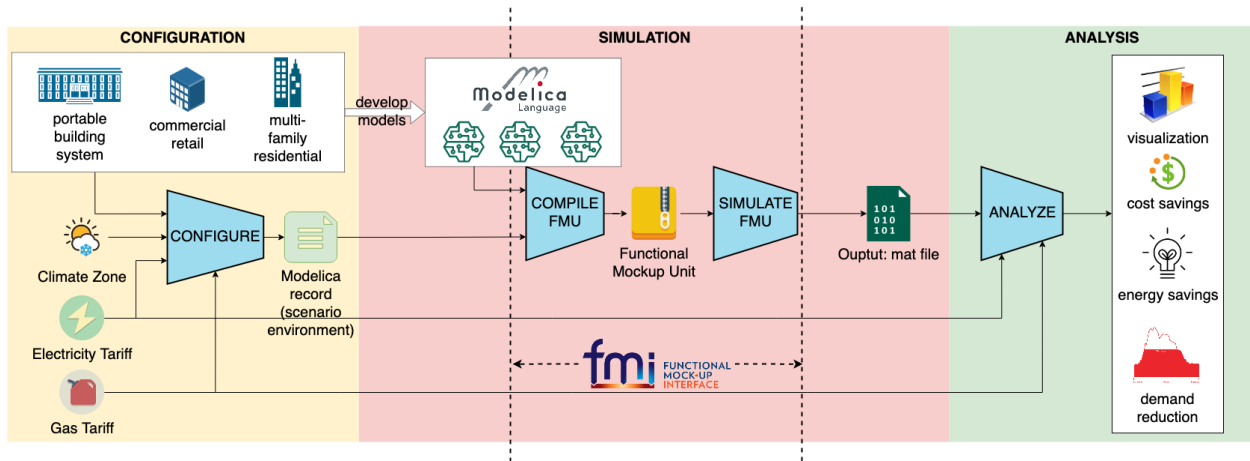 CONFIGURATION
SIMULATION
ANALYSIS
portable
building
system
commercial
retail
multi-
family
residential
develop
models
Modelica
Language
visualization
cost savings
energy savings
demand
reduction
CONFIGURE
COMPILE
FMU
SIMULATE
FMU
ANALYZE
101
010
101
Climate Zone
Modelica
record
(scenario
environment)
Functional
Mockup Unit
Ouptut: mat file
Electricity Tariff
Gas Tariff
fmi
FUNCTIONAL
MOCK-UP
INTERFACE